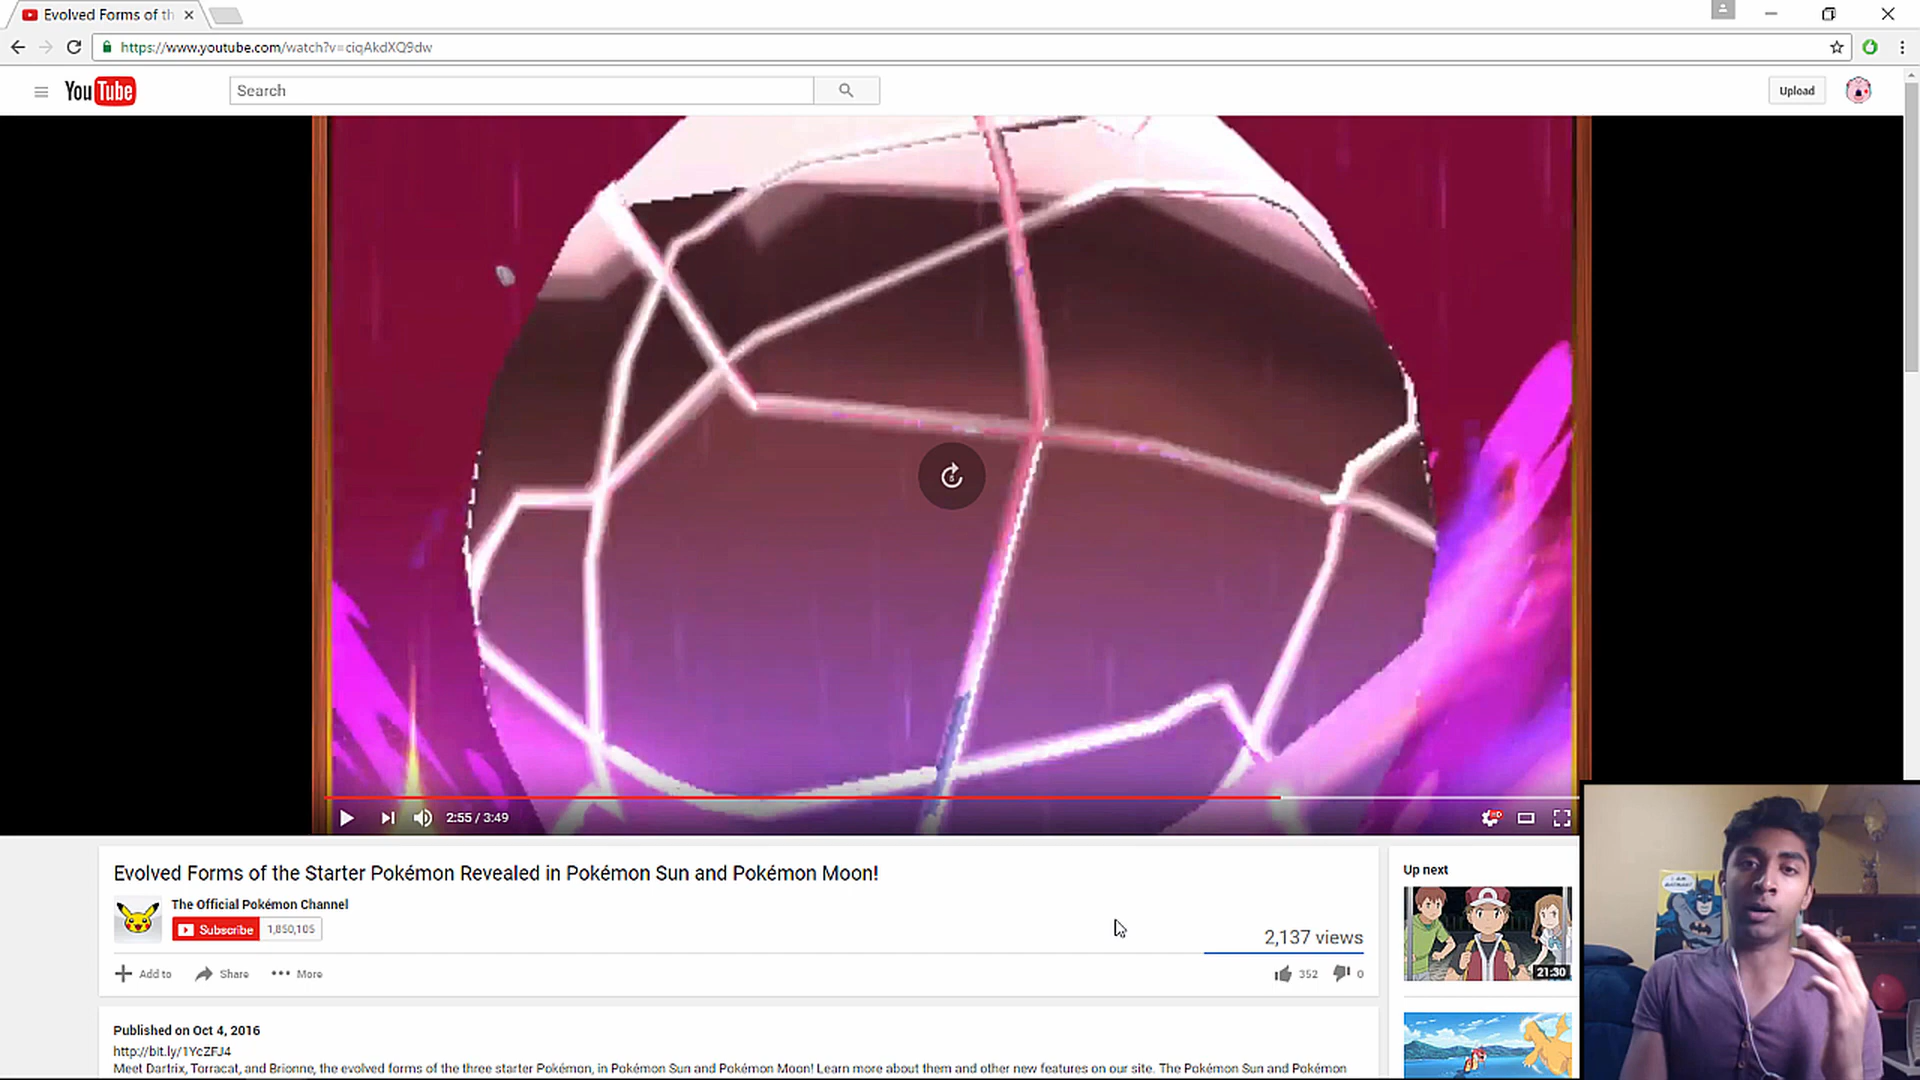 Evolved Forms of th
https://www.youtube.com/watch?v=ciqAkdXQ9dw
YouTube
Search
Upload
2:55 / 3:49
HD
Evolved Forms of the Starter Pokémon Revealed in Pokémon Sun and Pokémon Moon!
The Official Pokémon Channel
Subscribe 1,850,105
2,137 views
Add to Share More
352 0
Published on Oct 4, 2016
http://bit.ly/1YcZFJ4
Meet Dartrix, Torracat, and Brionne, the evolved forms of the three starter Pokémon, in Pokémon Sun and Pokémon Moon! Learn more about them and other new features on our site. The Pokémon Sun and Pokémon
Up next
21:30
I AM
BATMAN!